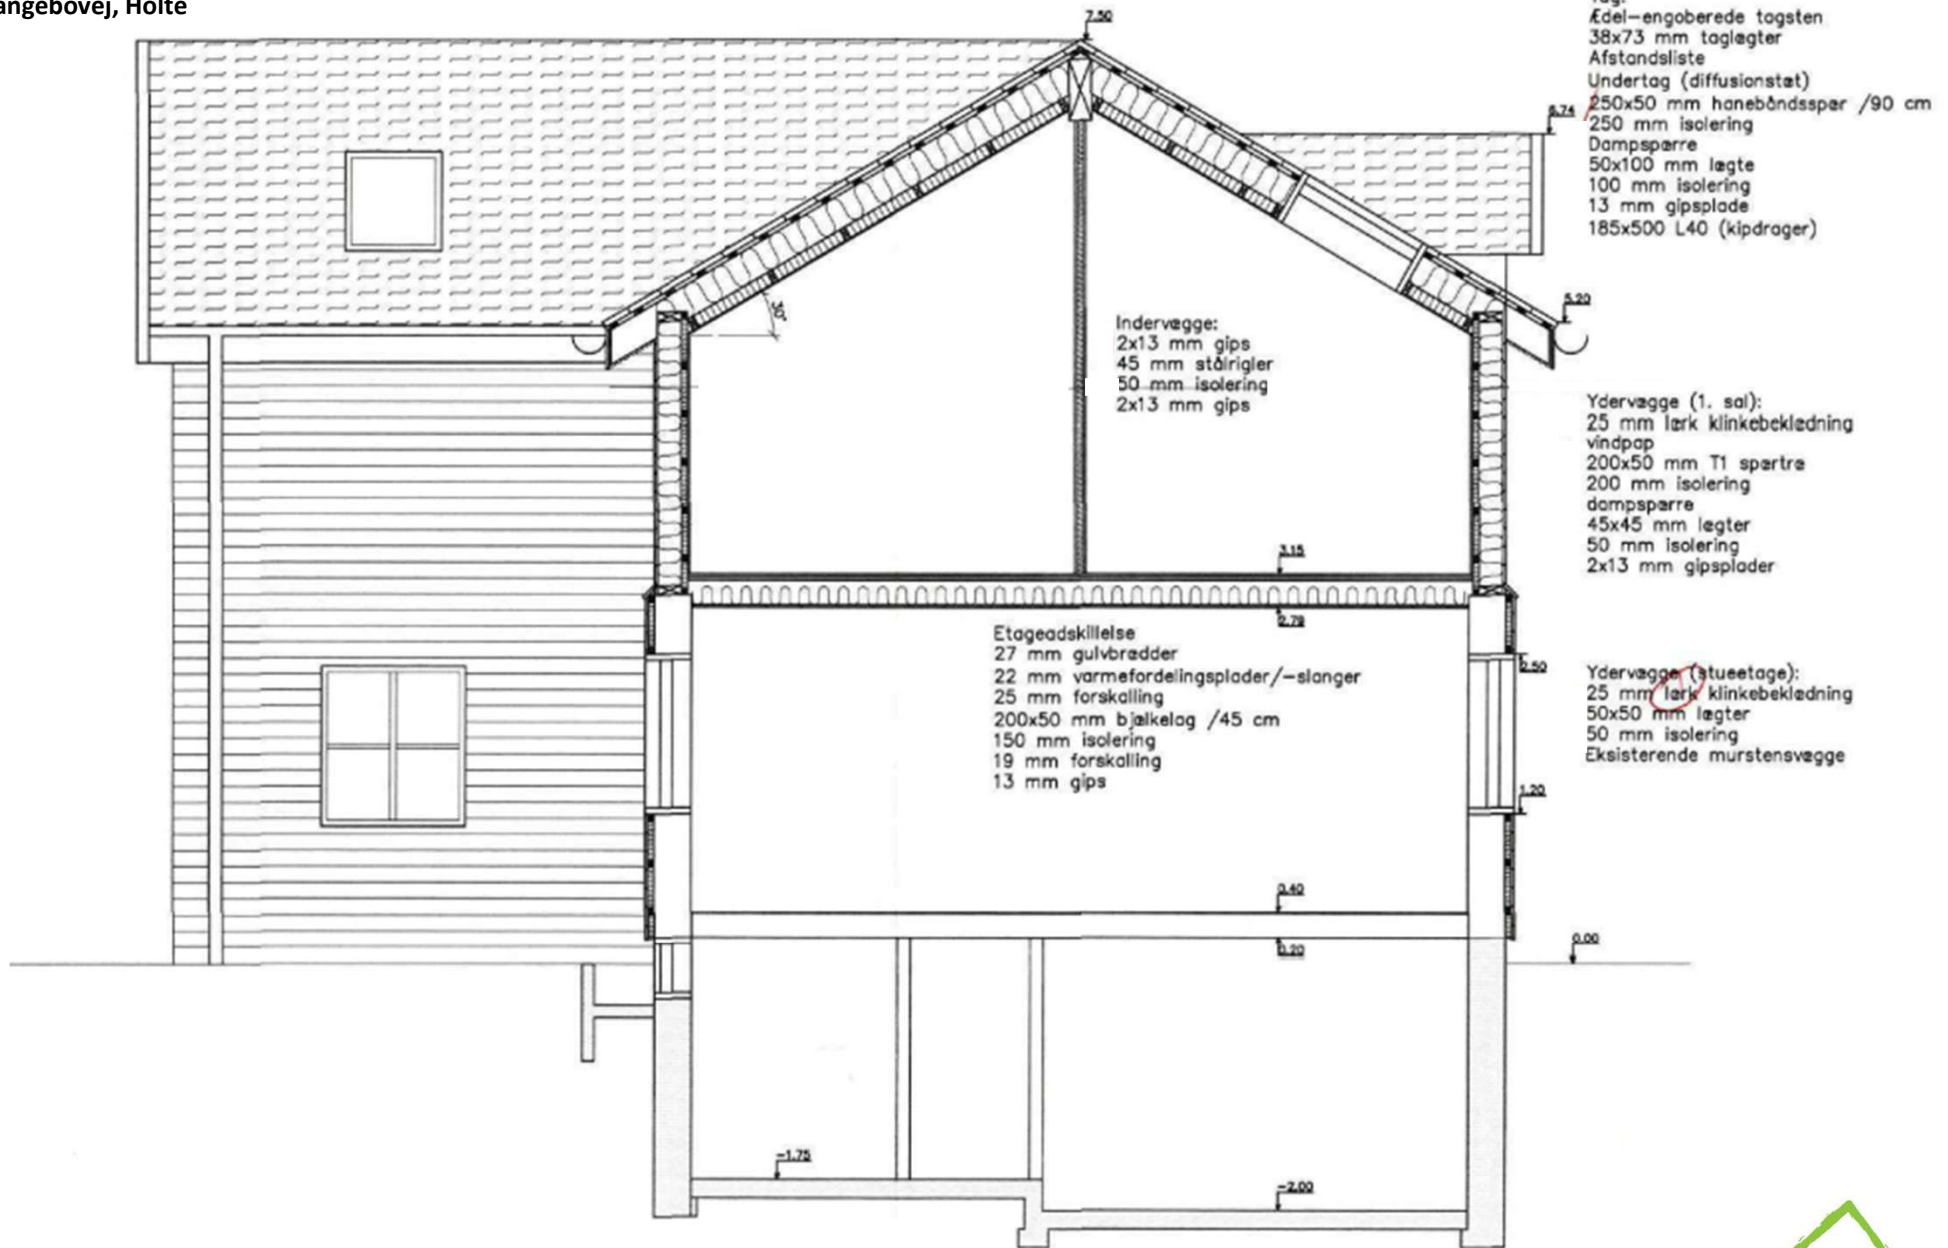 angebovej, Holte
7.50
Ædel-engoberede tagsten
38x73 mm taglægter
Afstandsliste
Undertag (diffusionstæt)
250x50 mm hanebåndsspær /90 cm
250 mm isolering
Dampspærre
50x100 mm lægte
100 mm isolering
13 mm gipsplade
185x500 L40 (kipdrager)
6.74
5.20
30°
Indervægge:
2x13 mm gips
45 mm stålrigler
50 mm isolering
2x13 mm gips
Ydervægge (1. sal):
25 mm lærk klinkebeklædning
vindpap
200x50 mm T1 spærtræ
200 mm isolering
dampspærre
45x45 mm lægter
50 mm isolering
2x13 mm gipsplader
3.15
2.79
Etageadskillelse
27 mm gulvbrædder
22 mm varmefordelingsplader/-slanger
25 mm forskalling
200x50 mm bjælkelag /45 cm
150 mm isolering
19 mm forskalling
13 mm gips
2.50
Ydervægge (stueetage):
25 mm lærk klinkebeklædning
50x50 mm lægter
50 mm isolering
Eksisterende murstensvægge
1.20
0.40
0.20
0.00
-1.75
-2.00